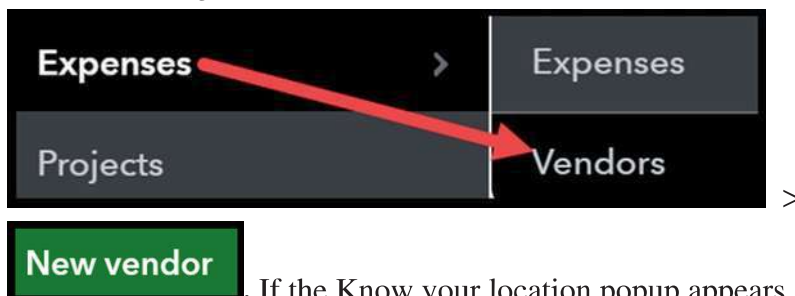 Expenses > Expenses
Projects Vendors >
New vendor . If the Know your location popup appears